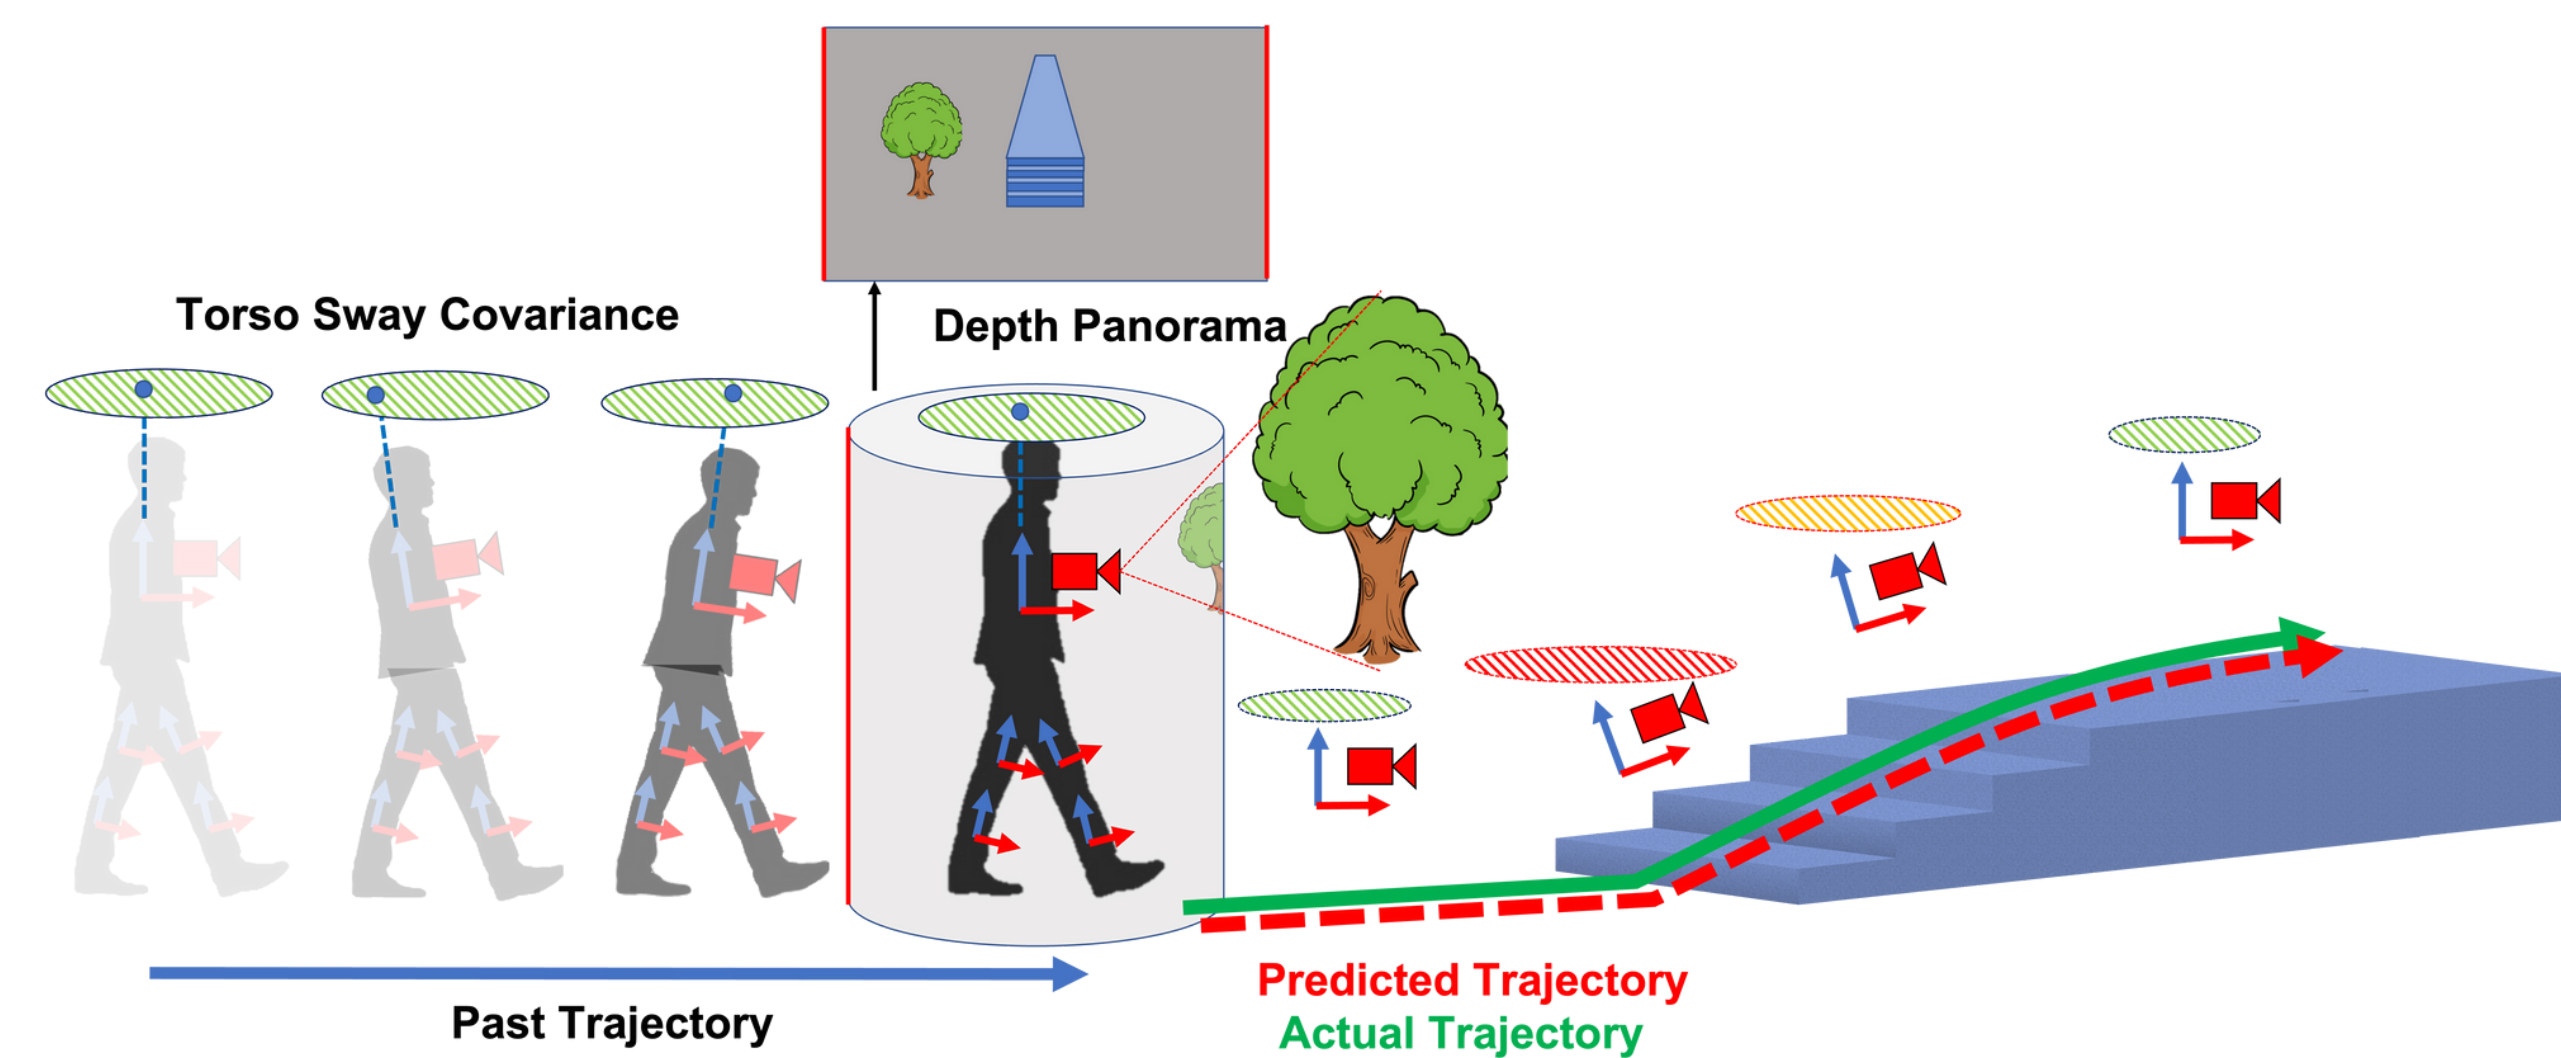 Torso Sway Covariance
Depth Panorama
Past Trajectory
Predicted Trajectory
Actual Trajectory